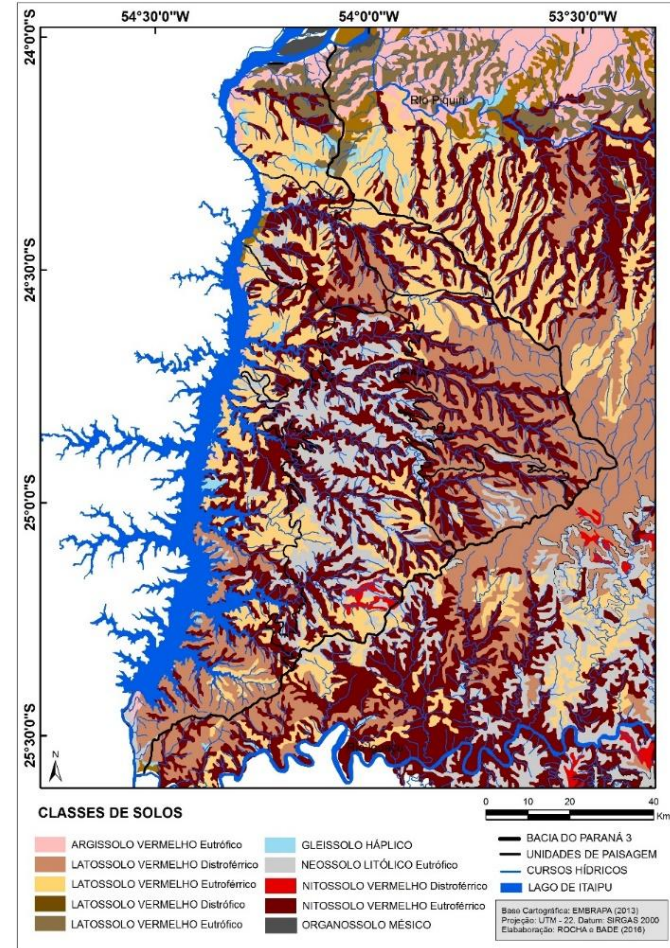 54°30'0"W 54°0'0"W 53°30'0"W
24°0'0"S
Rio Piquiri
24°30'0"S
25°0'0"S
25°30'0"S
N
0 10 20 40
Km
CLASSES DE SOLOS
ARGISSOLO VERMELHO Eutrófico
LATOSSOLO VERMELHO Distroférrico
LATOSSOLO VERMELHO Eutroférrico
LATOSSOLO VERMELHO Distrófico
LATOSSOLO VERMELHO Eutrófico
GLEISSOLO HÁPLICO
NEOSSOLO LITÓLICO Eutrófico
NITOSSOLO VERMELHO Distroférrico
NITOSSOLO VERMELHO Eutroférrico
ORGANOSSOLO MÉSICO
BACIA DO PARANÁ 3
UNIDADES DE PAISAGEM
CURSOS HÍDRICOS
LAGO DE ITAIPU
Base Cartográfica: EMBRAPA (2013)
Projeção: UTM - 22. Datum: SIRGAS 2000
Elababoração: ROCHA e BADE (2016)